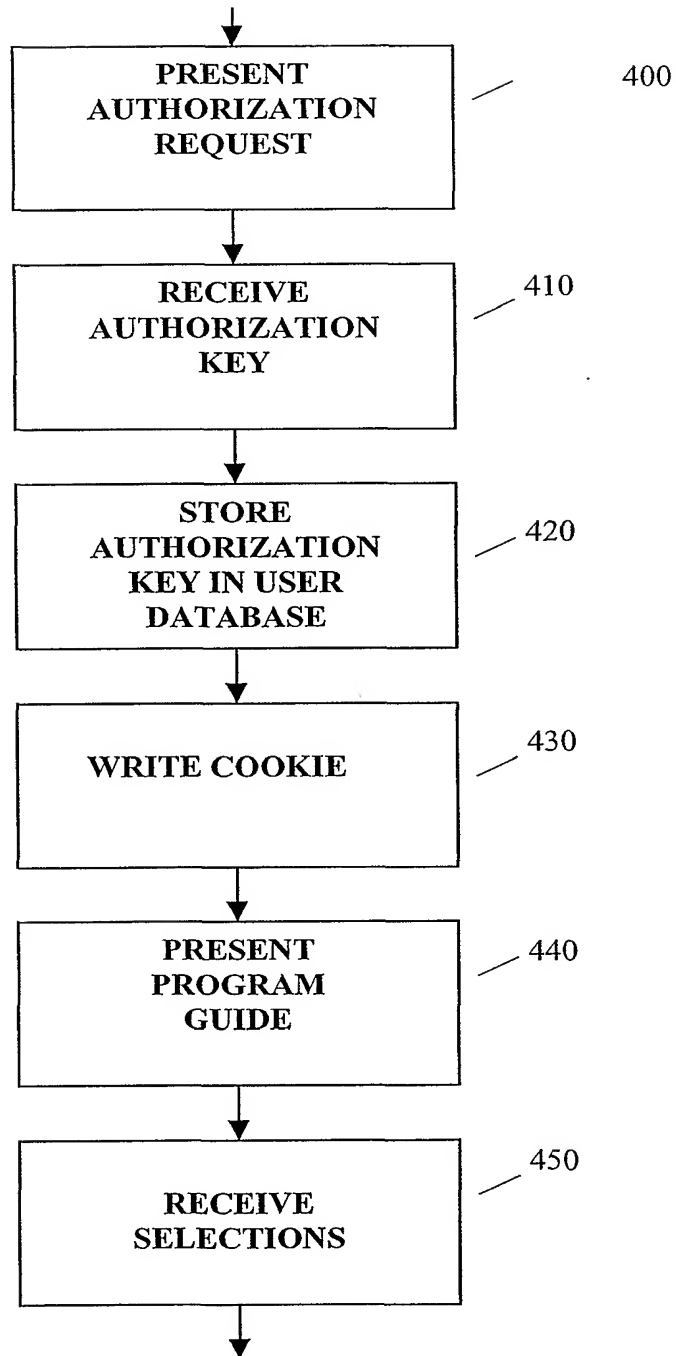 PRESENT
AUTHORIZATION
REQUEST
400
RECEIVE
AUTHORIZATION
KEY
410
STORE
AUTHORIZATION
KEY IN USER
DATABASE
420
WRITE COOKIE
430
PRESENT
PROGRAM
GUIDE
440
RECEIVE
SELECTIONS
450